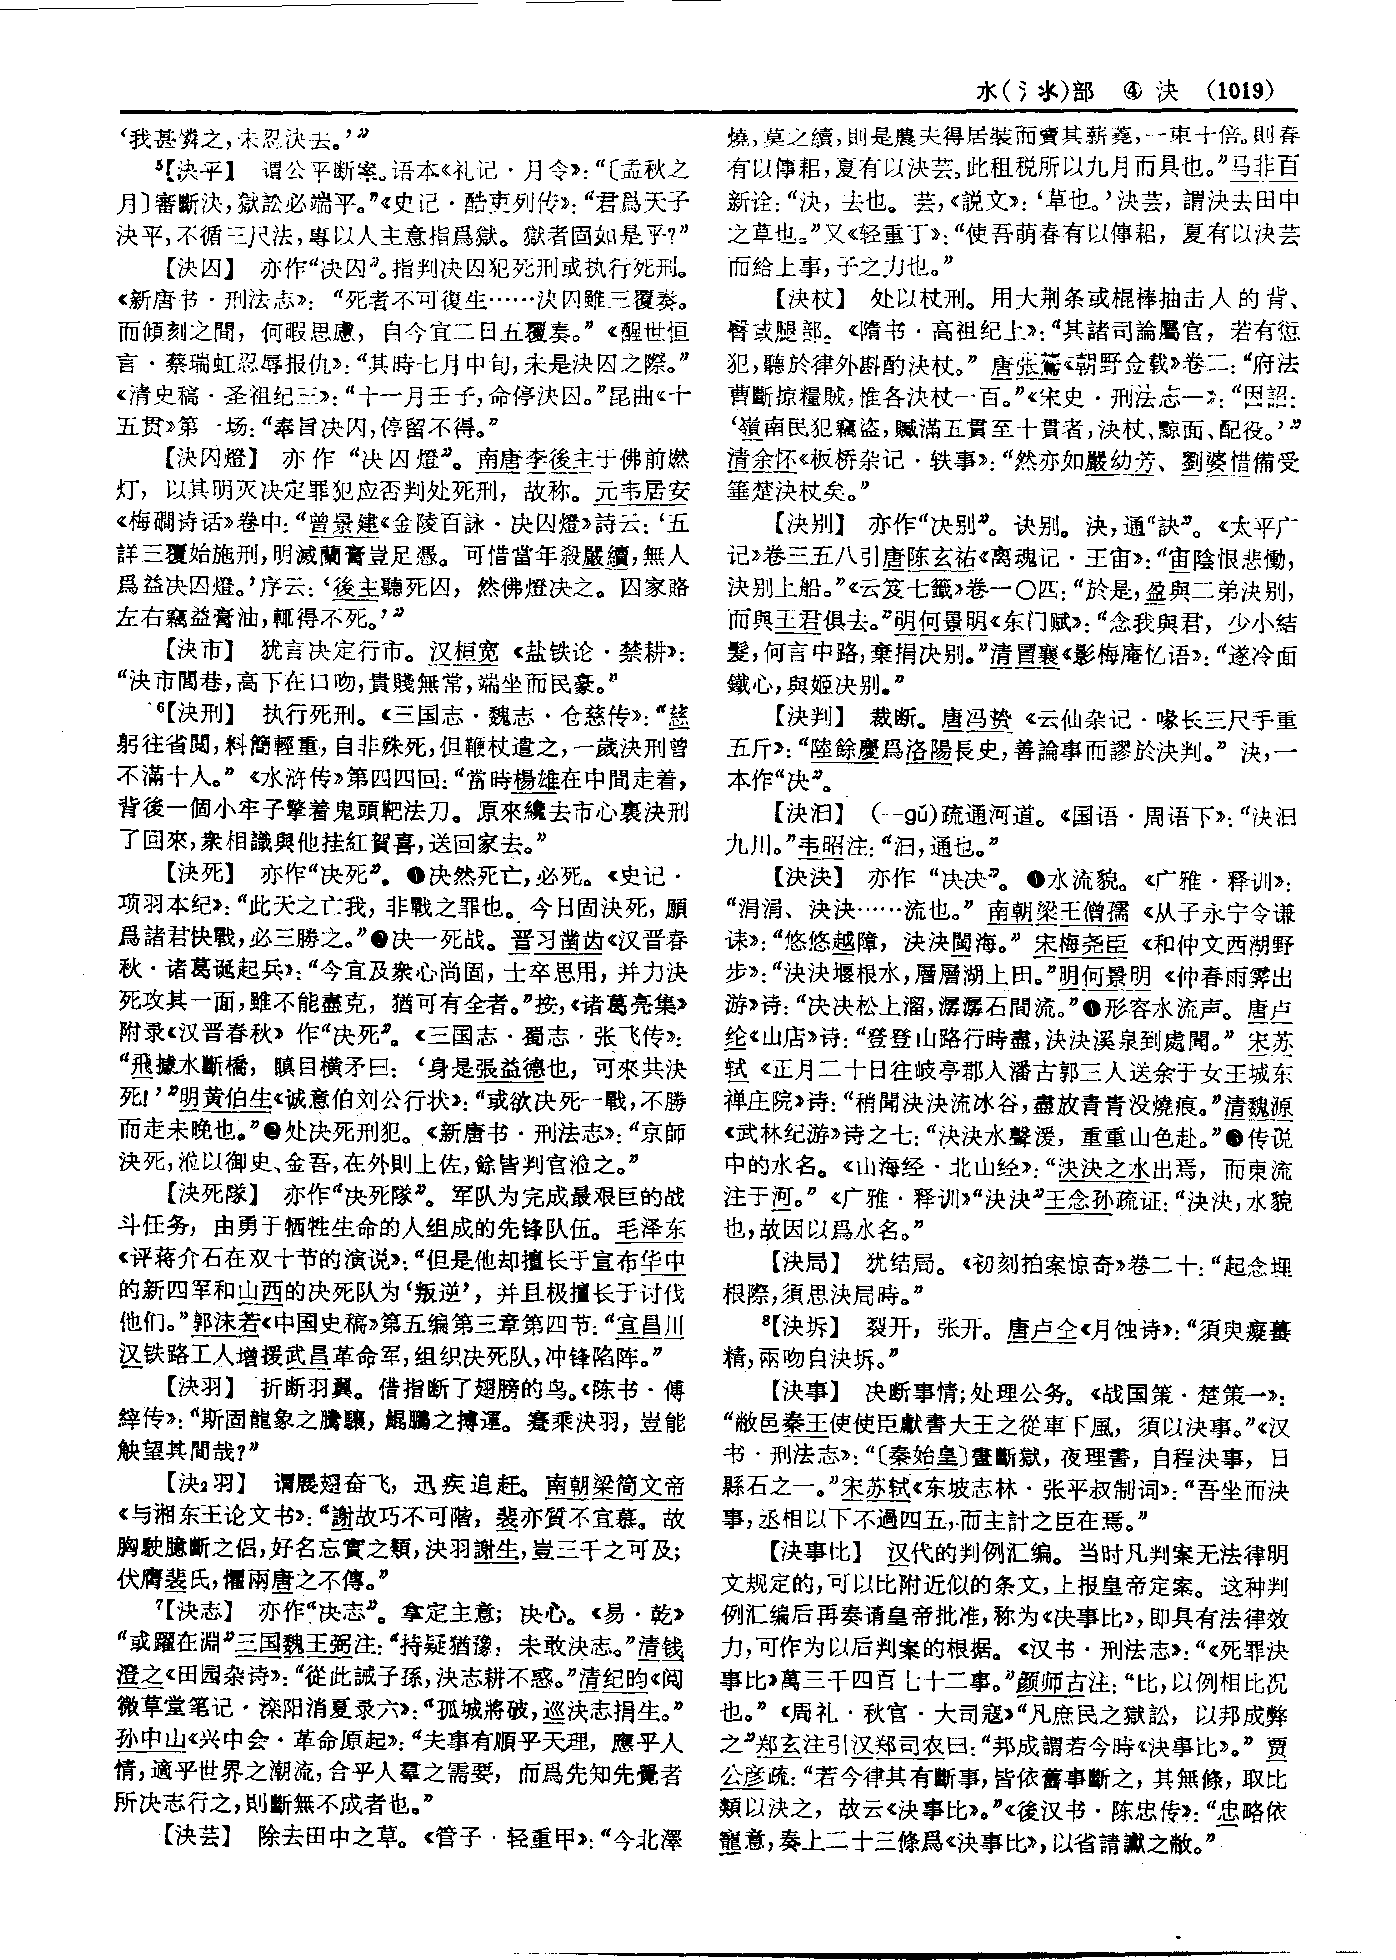 水(氵氺)部 ④ 決 (1019)
‘我甚憐之，未忍決去。’”
⁵【決平】 谓公平断案。语本《礼记·月令》：“〔孟秋之
月〕審斷決，獄訟必端平。”《史记·酷吏列传》：“君爲天子
決平，不循三尺法，專以人主意指爲獄。獄者固如是乎？”
【決囚】 亦作“决囚”。指判决囚犯死刑或执行死刑。
《新唐书·刑法志》：“死者不可復生……决囚雖三覆奏。
而傾刻之間，何暇思慮，自今宜二日五覆奏。”《醒世恒
言·蔡瑞虹忍辱报仇》：“其時七月中旬，未是決囚之際。”
《清史稿·圣祖纪三》：“十一月壬子，命停決囚。”昆曲《十
五贯》第一场：“奉旨决囚，停留不得。”
【決囚燈】 亦作“决囚燈”。南唐李後主于佛前燃
灯，以其明灭决定罪犯应否判处死刑，故称。元韦居安
《梅磵诗话》卷中：“曾景建《金陵百詠·决囚燈》詩云：‘五
詳三覆始施刑，明滅蘭膏豈足憑。可惜當年殺嚴續，無人
爲益决囚燈。’序云：‘後主聽死囚，然佛燈决之。囚家賂
左右竊益膏油，輒得不死。’”
【決市】 犹言决定行市。汉桓宽《盐铁论·禁耕》：
“決市閭巷，高下在口吻，貴賤無常，端坐而民豪。”
⁶【決刑】 执行死刑。《三国志·魏志·仓慈传》：“慈
躬往省閲，料簡輕重，自非殊死，但鞭杖遣之，一歲決刑曾
不滿十人。”《水浒传》第四四回：“當時楊雄在中間走着，
背後一個小牢子擎着鬼頭靶法刀。原來纔去市心裏決刑
了回來，衆相識與他挂紅賀喜，送回家去。”
【決死】 亦作“决死”。❶决然死亡，必死。《史记·
项羽本纪》：“此天之亡我，非戰之罪也。今日固決死，願
爲諸君快戰，必三勝之。”❷决一死战。晋习凿齿《汉晋春
秋·诸葛诞起兵》：“今宜及衆心尚固，士卒思用，并力決
死攻其一面，雖不能盡克，猶可有全者。”按，《诸葛亮集》
附录《汉晋春秋》作“决死”。《三国志·蜀志·张飞传》：
“飛據水斷橋，瞋目横矛曰：‘身是張益德也，可來共決
死！’”明黄伯生《诚意伯刘公行状》：“或欲决死一戰，不勝
而走未晚也。”❸处决死刑犯。《新唐书·刑法志》：“京師
決死，涖以御史、金吾，在外則上佐，餘皆判官涖之。”
【決死隊】 亦作“决死隊”。军队为完成最艰巨的战
斗任务，由勇于牺牲生命的人组成的先锋队伍。毛泽东
《评蒋介石在双十节的演说》：“但是他却擅长于宣布华中
的新四军和山西的决死队为‘叛逆’，并且极擅长于讨伐
他们。”郭沫若《中国史稿》第五编第三章第四节：“宜昌川
汉铁路工人增援武昌革命军，组织决死队，冲锋陷阵。”
【決羽】 折断羽翼。借指断了翅膀的鸟。《陈书·傅
縡传》：“斯固龍象之騰驤，鯤鵬之摶運。蹇乘決羽，豈能
觖望其間哉？”
【決₂羽】 谓展翅奋飞，迅疾追赶。南朝梁简文帝
《与湘东王论文书》：“謝故巧不可階，裴亦質不宜慕。故
胸馳臆斷之侣，好名忘實之類，決羽謝生，豈三千之可及；
伏膺裴氏，懼兩唐之不傳。”
⁷【決志】 亦作“决志”。拿定主意；决心。《易·乾》
“或躍在淵”三国魏王弼注：“持疑猶豫，未敢決志。”清钱
澄之《田园杂诗》：“從此誡子孫，決志耕不惑。”清纪昀《阅
微草堂笔记·滦阳消夏录六》：“孤城將破，巡决志捐生。”
孙中山《兴中会·革命原起》：“夫事有順乎天理，應乎人
情，適乎世界之潮流，合乎人羣之需要，而爲先知先覺者
所决志行之，則斷無不成者也。”
【決芸】 除去田中之草。《管子·轻重甲》：“今北澤
燒，莫之續，則是農夫得居装而賣其薪蕘，一束十倍。則春
有以傳耜，夏有以決芸。此租税所以九月而具也。”马非百
新诠：“決，去也。芸，《説文》：‘草也。’決芸，謂决去田中
之草也。”又《轻重丁》：“使吾萌春有以傳耜，夏有以決芸
而給上事，子之力也。”
【決杖】 处以杖刑。用大荆条或棍棒抽击人的背、
臀或腿部。《隋书·高祖纪上》：“其諸司論屬官，若有愆
犯，聽於律外斟酌決杖。”唐张鷟《朝野佥载》卷二：“府法
曹斷掠糧賊，惟各決杖一百。”《宋史·刑法志一》：“因詔：
‘嶺南民犯竊盗，贓滿五貫至十貫者，決杖、黥面、配役。’”
清余怀《板桥杂记·轶事》：“然亦如嚴幼芳、劉婆惜備受
箠楚決杖矣。”
【決别】 亦作“决别”。诀别。決，通“訣”。《太平广
记》卷三五八引唐陈玄祐《离魂记·王宙》：“宙陰恨悲慟，
決别上船。”《云笈七籤》卷一〇四：“於是，盈與二弟決别，
而與王君俱去。”明何景明《东门赋》：“念我與君，少小結
髮，何言中路，棄捐决别。”清冒襄《影梅庵忆语》：“遂冷面
鐵心，與姬决别。”
【決判】 裁断。唐冯贽《云仙杂记·喙长三尺手重
五斤》：“陸餘慶爲洛陽長史，善論事而謬於決判。”決，一
本作“决”。
【決汩】 (—gǔ)疏通河道。《国语·周语下》：“決汩
九川。”韦昭注：“汩，通也。”
【決決】 亦作“决决”。❶水流貌。《广雅·释训》：
“涓涓、決決……流也。”南朝梁王僧孺《从子永宁令谦
诔》：“悠悠越障，決決閩海。”宋梅尧臣《和仲文西湖野
步》：“決決堰根水，層層湖上田。”明何景明《仲春雨霁出
游》诗：“决决松上溜，潺潺石間流。”❷形容水流声。唐卢
纶《山店》诗：“登登山路行時盡，決決溪泉到處聞。”宋苏
轼《正月二十日往岐亭郡人潘古郭三人送余于女王城东
禅庄院》诗：“稍聞決決流冰谷，盡放青青没燒痕。”清魏源
《武林纪游》诗之七：“決決水聲湲，重重山色赴。”❸传说
中的水名。《山海经·北山经》：“決決之水出焉，而東流
注于河。”《广雅·释训》“決決”王念孙疏证：“決決，水貌
也，故因以爲水名。”
【決局】 犹结局。《初刻拍案惊奇》卷二十：“起念埋
根際，須思決局時。”
⁸【決坼】 裂开，张开。唐卢仝《月蚀诗》：“須臾癡蟇
精，兩吻自決坼。”
【決事】 决断事情；处理公务。《战国策·楚策一》：
“敝邑秦王使使臣獻書大王之從車下風，須以決事。”《汉
书·刑法志》：“〔秦始皇〕晝斷獄，夜理書，自程決事，日
縣石之一。”宋苏轼《东坡志林·张平叔制词》：“吾坐而決
事，丞相以下不過四五，而主計之臣在焉。”
【決事比】 汉代的判例汇编。当时凡判案无法律明
文规定的，可以比附近似的条文，上报皇帝定案。这种判
例汇编后再奏请皇帝批准，称为《决事比》，即具有法律效
力，可作为以后判案的根据。《汉书·刑法志》：“《死罪決
事比》萬三千四百七十二事。”颜师古注：“比，以例相比况
也。”《周礼·秋官·大司寇》“凡庶民之獄訟，以邦成弊
之”郑玄注引汉郑司农曰：“邦成謂若今時《決事比》。”贾
公彦疏：“若今律其有斷事，皆依舊事斷之，其無條，取比
類以決之，故云《決事比》。”《後汉书·陈忠传》：“忠略依
寵意，奏上二十三條爲《決事比》，以省請讞之敝。”